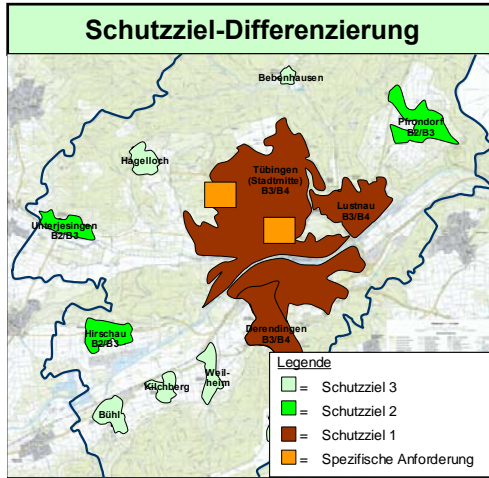 Schutzziel-Differenzierung
Bebenhausen
Pfrondorf
B2/B3
Hagelloch
Tübingen
(Stadtmitte)
B3/B4
Lustnau
B3/B4
Unterjesingen
B2/B3
Hirschau
B2/B3
Derendingen
B3/B4
Weil-
heim
Kilchberg
Bühl
Legende
= Schutzziel 3
= Schutzziel 2
= Schutzziel 1
= Spezifische Anforderung